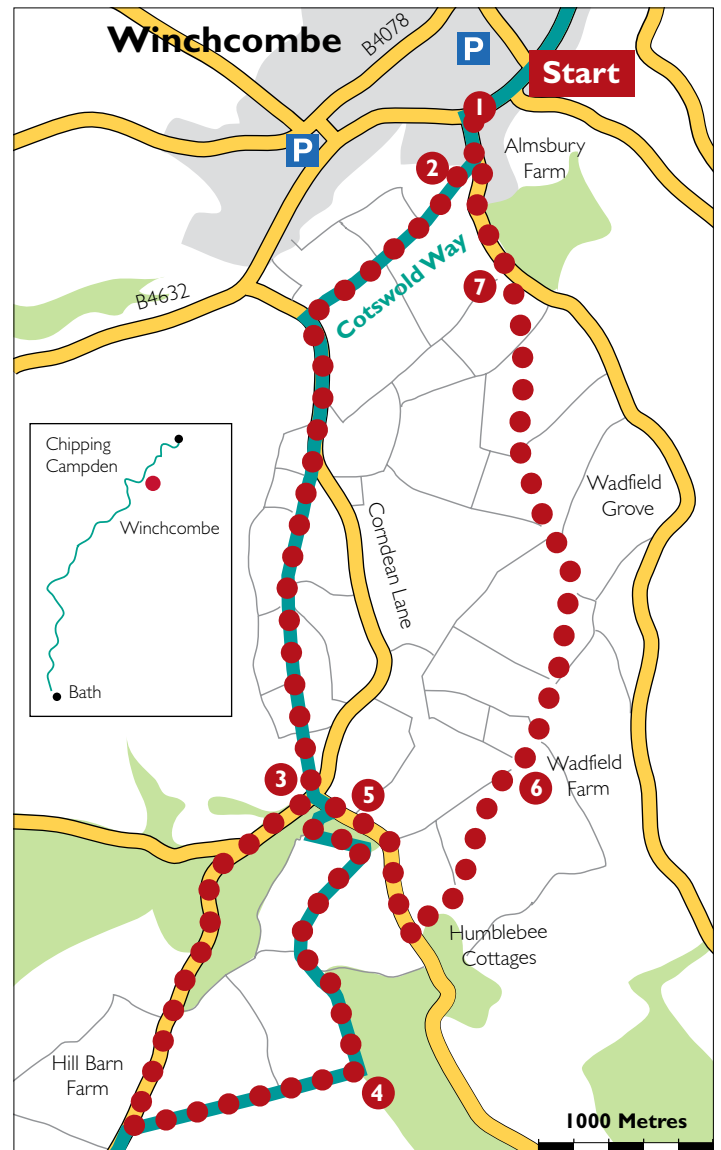 Winchcombe
B4078
P
Start
1
P
Almsbury
Farm
2
Cotswold Way
7
B4632
Chipping
Campden
Winchcombe
Bath
Corndean Lane
Wadfield
Grove
3
5
Wadfield
Farm
6
Humblebee
Cottages
Hill Barn
Farm
4
1000 Metres